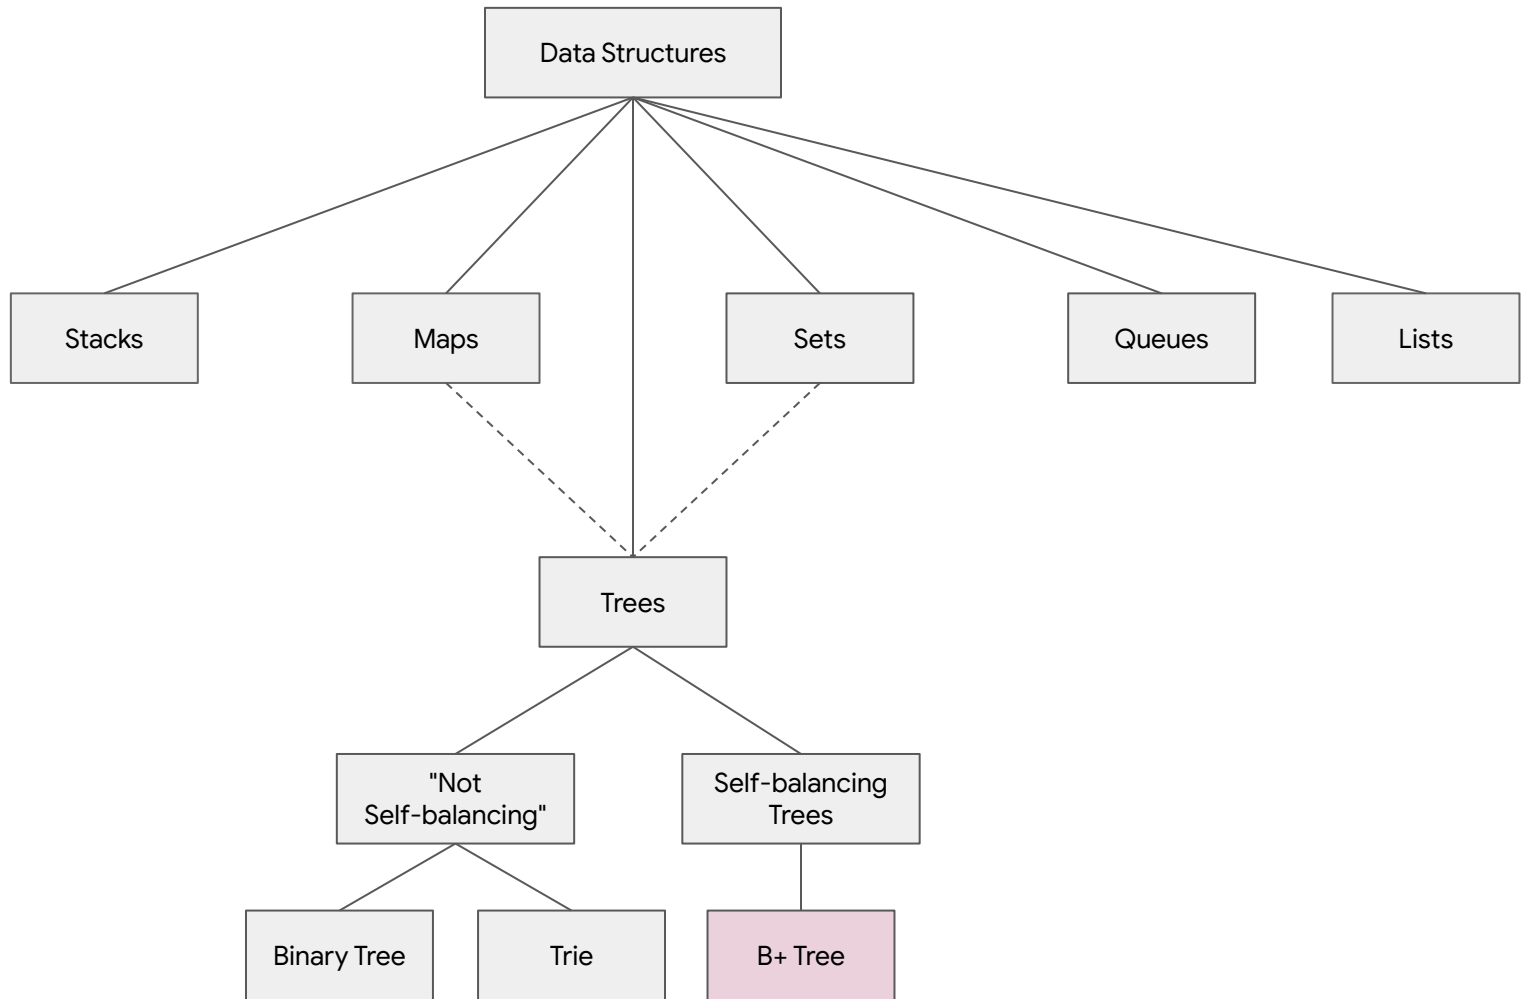 Data Structures
Stacks
Maps
Sets
Queues
Lists
Trees
"Not
Self-balancing"
Self-balancing
Trees
Binary Tree
Trie
B+ Tree